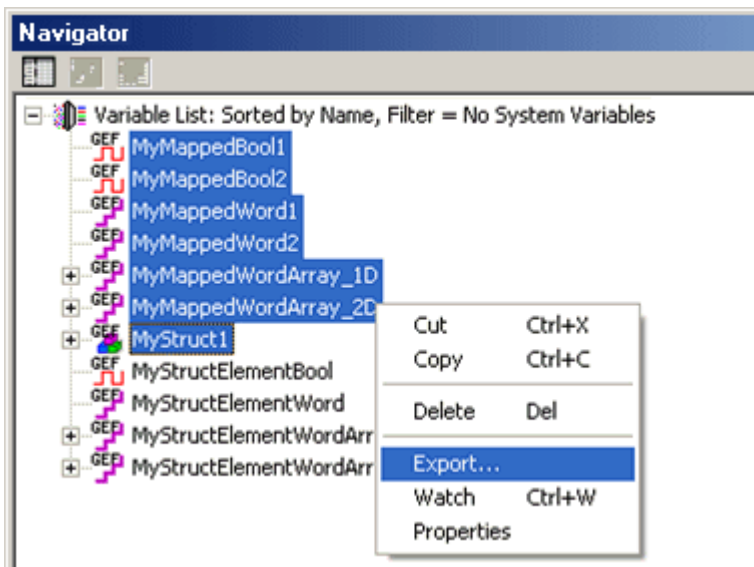 Navigator
Variable List: Sorted by Name, Filter = No System Variables
GEF MyMappedBool1
GEF MyMappedBool2
GEF MyMappedWord1
GEF MyMappedWord2
GEF MyMappedWordArray_1D
GEF MyMappedWordArray_2D
GEF MyStruct1
GEF MyStructElementBool
GEF MyStructElementWord
GEF MyStructElementWordArr
GEF MyStructElementWordArr
Cut Ctrl+X
Copy Ctrl+C
Delete Del
Export...
Watch Ctrl+W
Properties